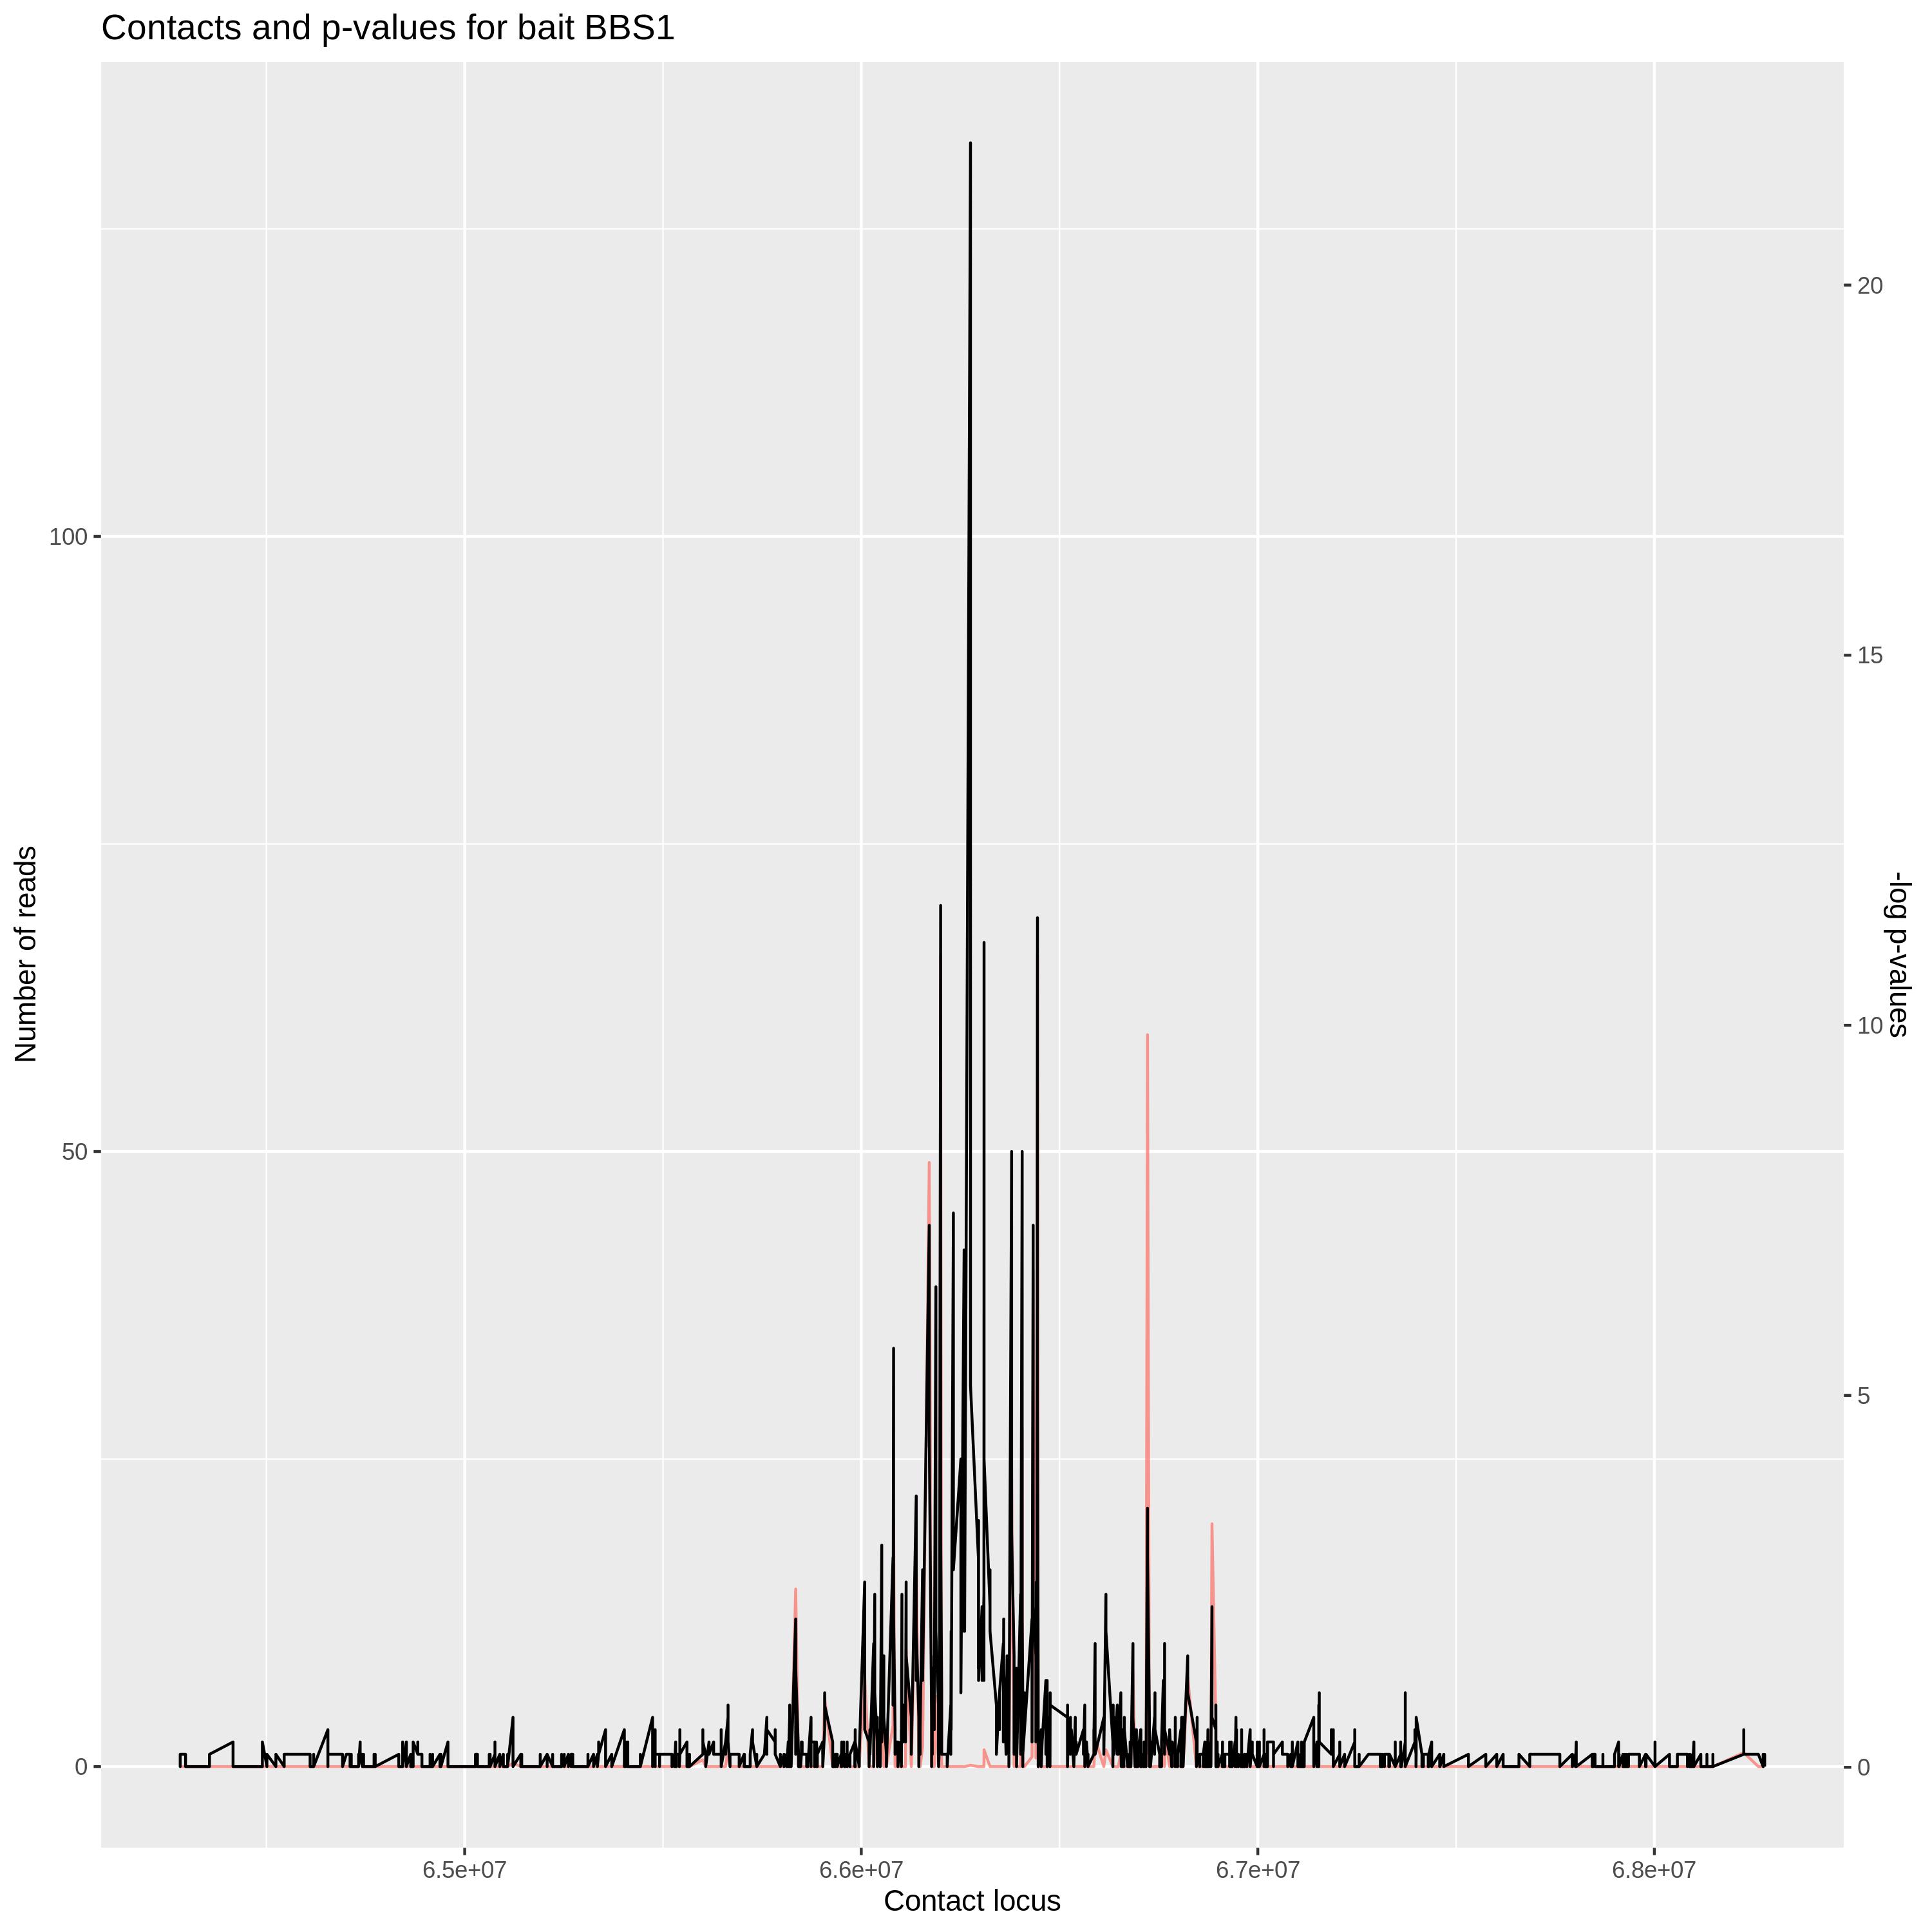 Contacts and p-values for bait BBS1
Number of reads
100
50
0
20
15
10
5
0
-log p-values
6.5e+07
6.6e+07
6.7e+07
6.8e+07
Contact locus